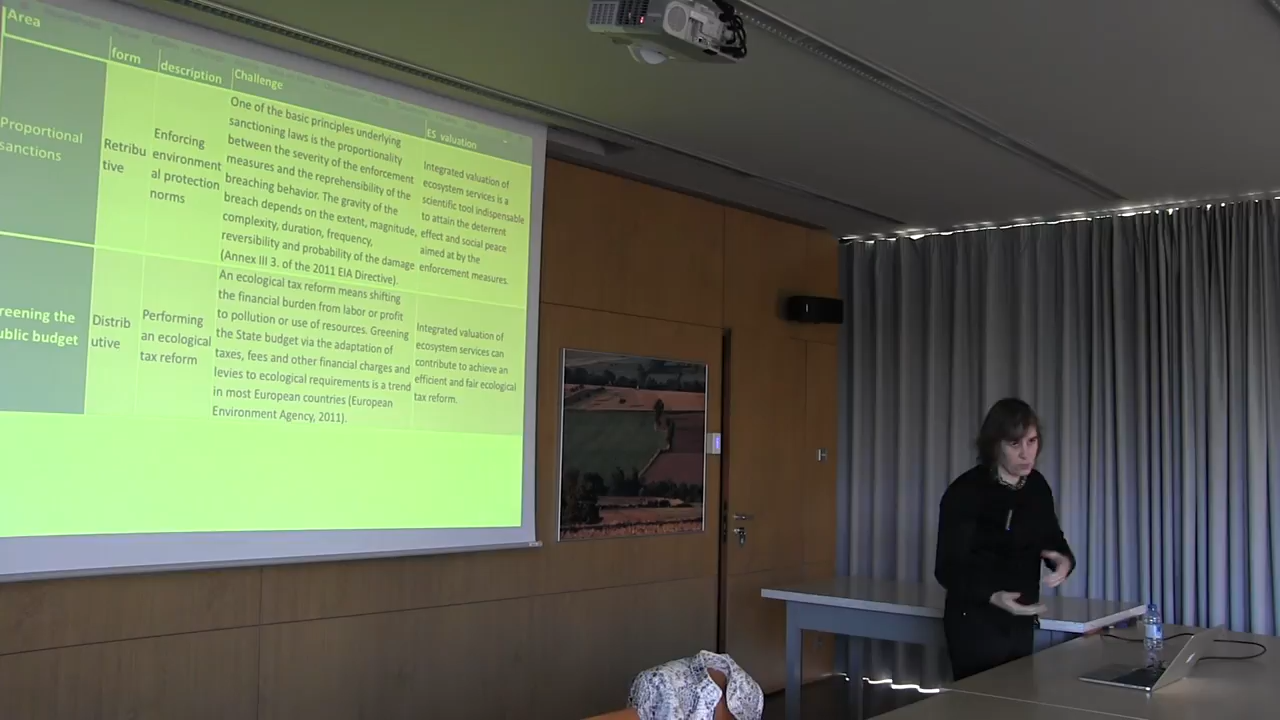 Area
form
description
Challenge
ES valuation
Proportional
sanctions
Retribu
tive
Enforcing
environment
al protection
norms
One of the basic principles underlying
sanctioning laws is the proportionality
between the severity of the enforcement
measures and the reprehensibility of the
breaching behavior. The gravity of the
breach depends on the extent, magnitude,
complexity, duration, frequency,
reversibility and probability of the damage
(Annex III 3. of the 2011 EIA Directive).
Integrated valuation of
ecosystem services is a
scientific tool indispensable
to attain the deterrent
effect and social peace
aimed at by the
enforcement measures.
reening the
ublic budget
Distrib
utive
Performing
an ecological
tax reform
An ecological tax reform means shifting
the financial burden from labor or profit
to pollution or use of resources. Greening
the State budget via the adaptation of
taxes, fees and other financial charges and
levies to ecological requirements is a trend
in most European countries (European
Environment Agency, 2011).
Integrated valuation of
ecosystem services can
contribute to achieve an
efficient and fair ecological
tax reform.